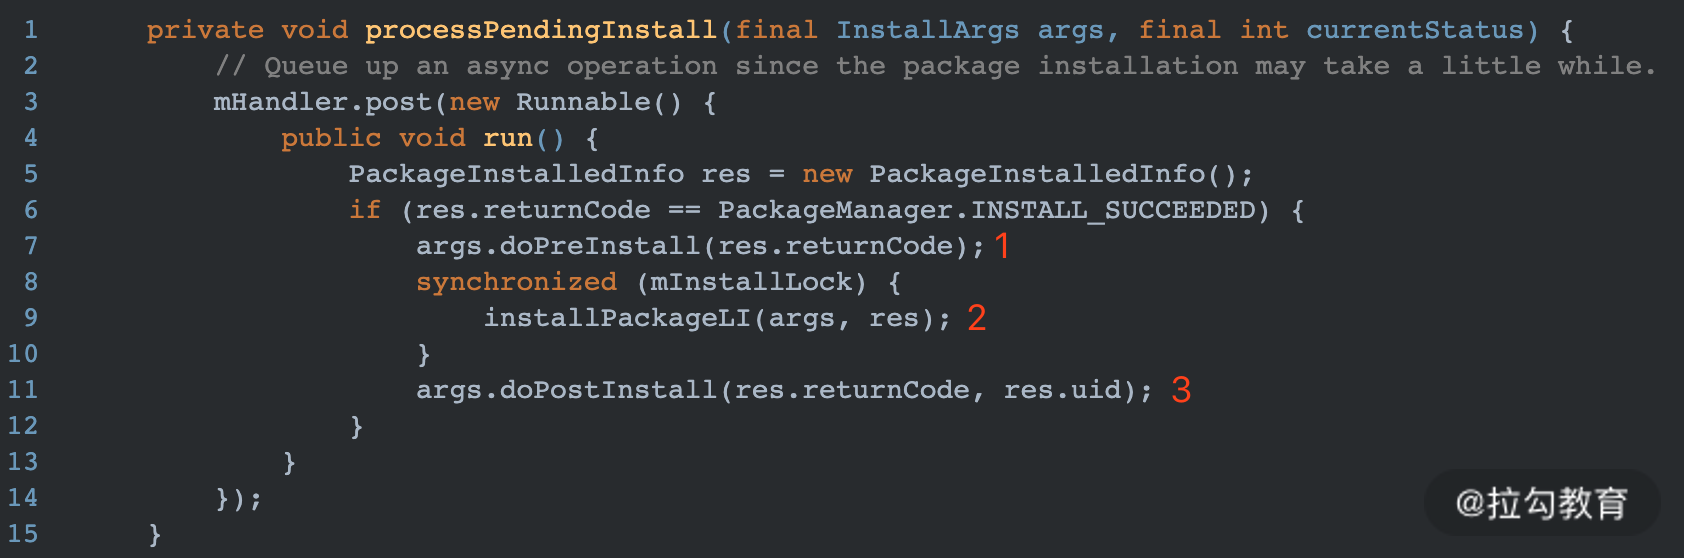 1 private void processPendingInstall(final InstallArgs args, final int currentStatus) {
2 // Queue up an async operation since the package installation may take a little while.
3 mHandler.post(new Runnable() {
4 public void run() {
5 PackageInstalledInfo res = new PackageInstalledInfo();
6 if (res.returnCode == PackageManager.INSTALL_SUCCEEDED) {
7 args.doPreInstall(res.returnCode); 1
8 synchronized (mInstallLock) {
9 installPackageLI(args, res); 2
10 }
11 args.doPostInstall(res.returnCode, res.uid); 3
12 }
13 }
14 });
15 }
@拉勾教育